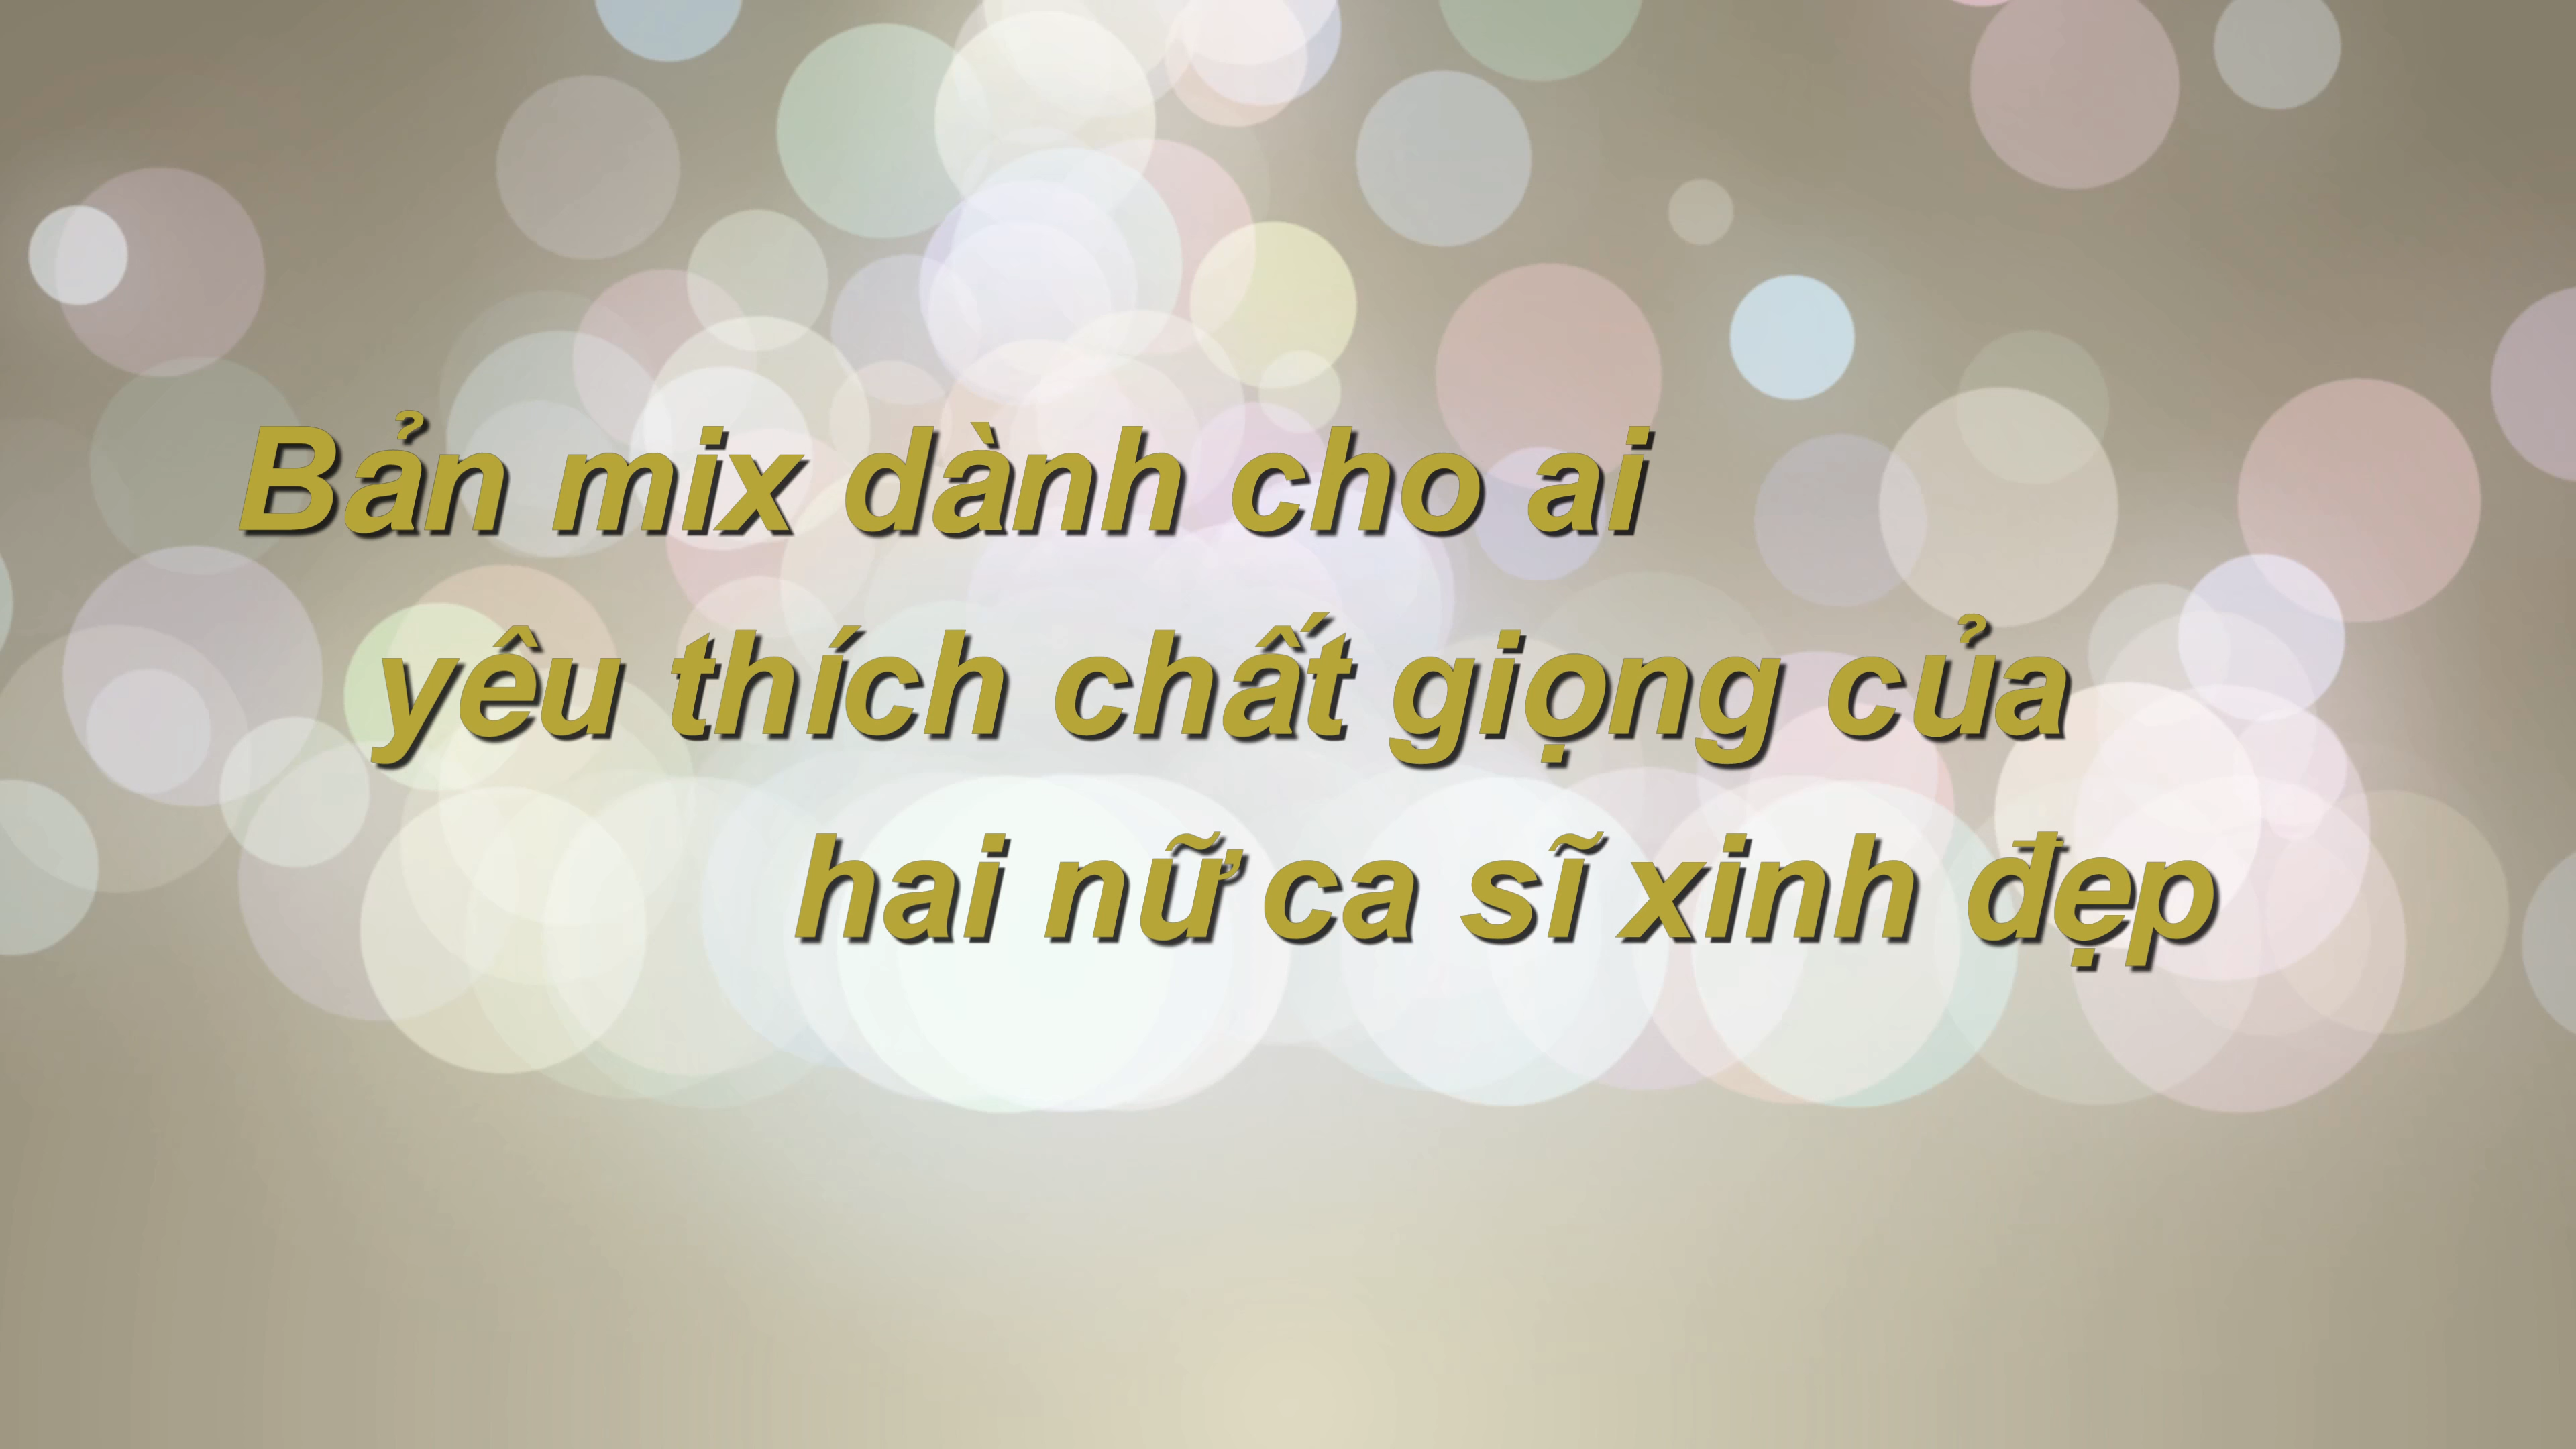 Bản mix dành cho ai
yêu thích chất giọng của
hai nữ ca sĩ xinh đẹp